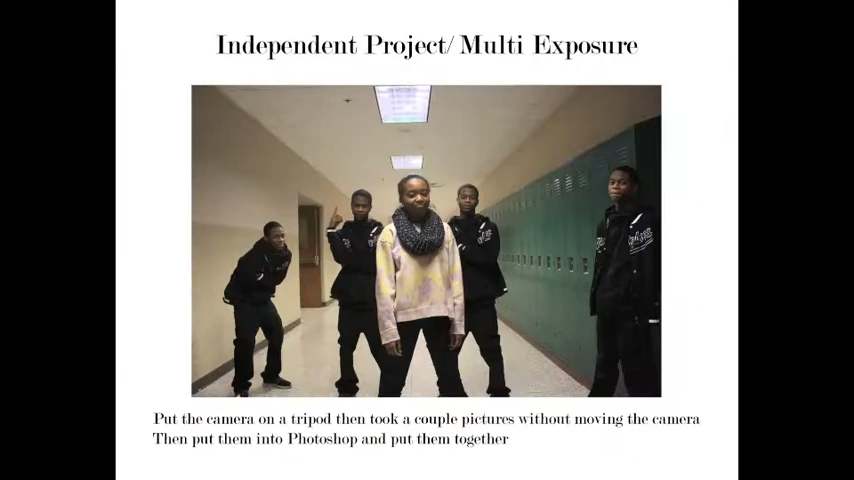 Independent Project/ Multi Exposure
Put the camera on a tripod then took a couple pictures without moving the camera
Then put them into Photoshop and put them together